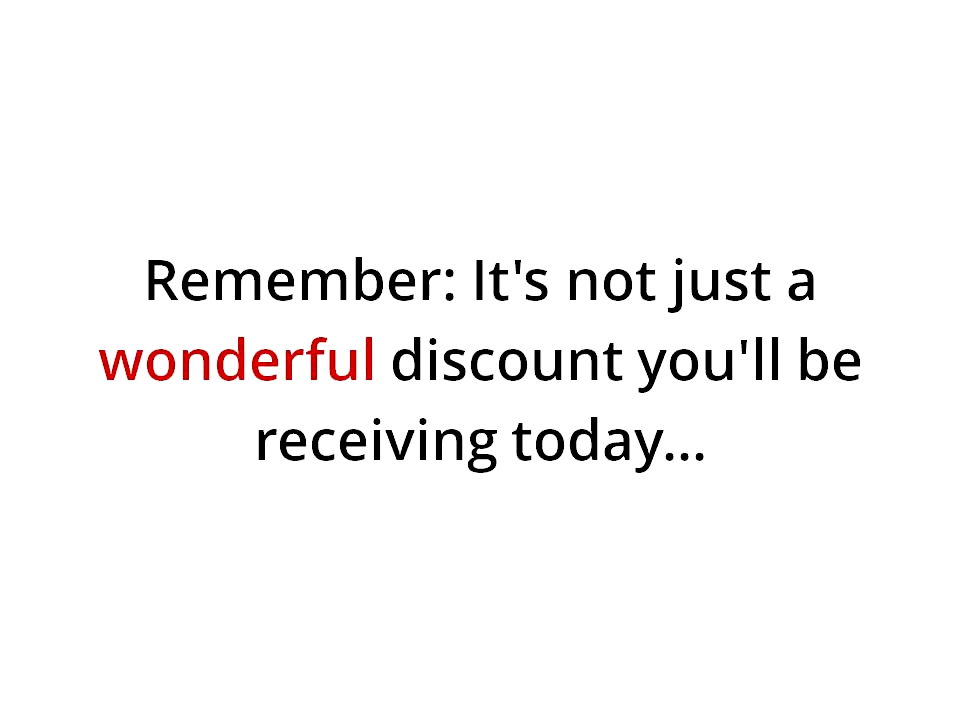 Remember: It's not just a
wonderful discount you'll be
receiving today...